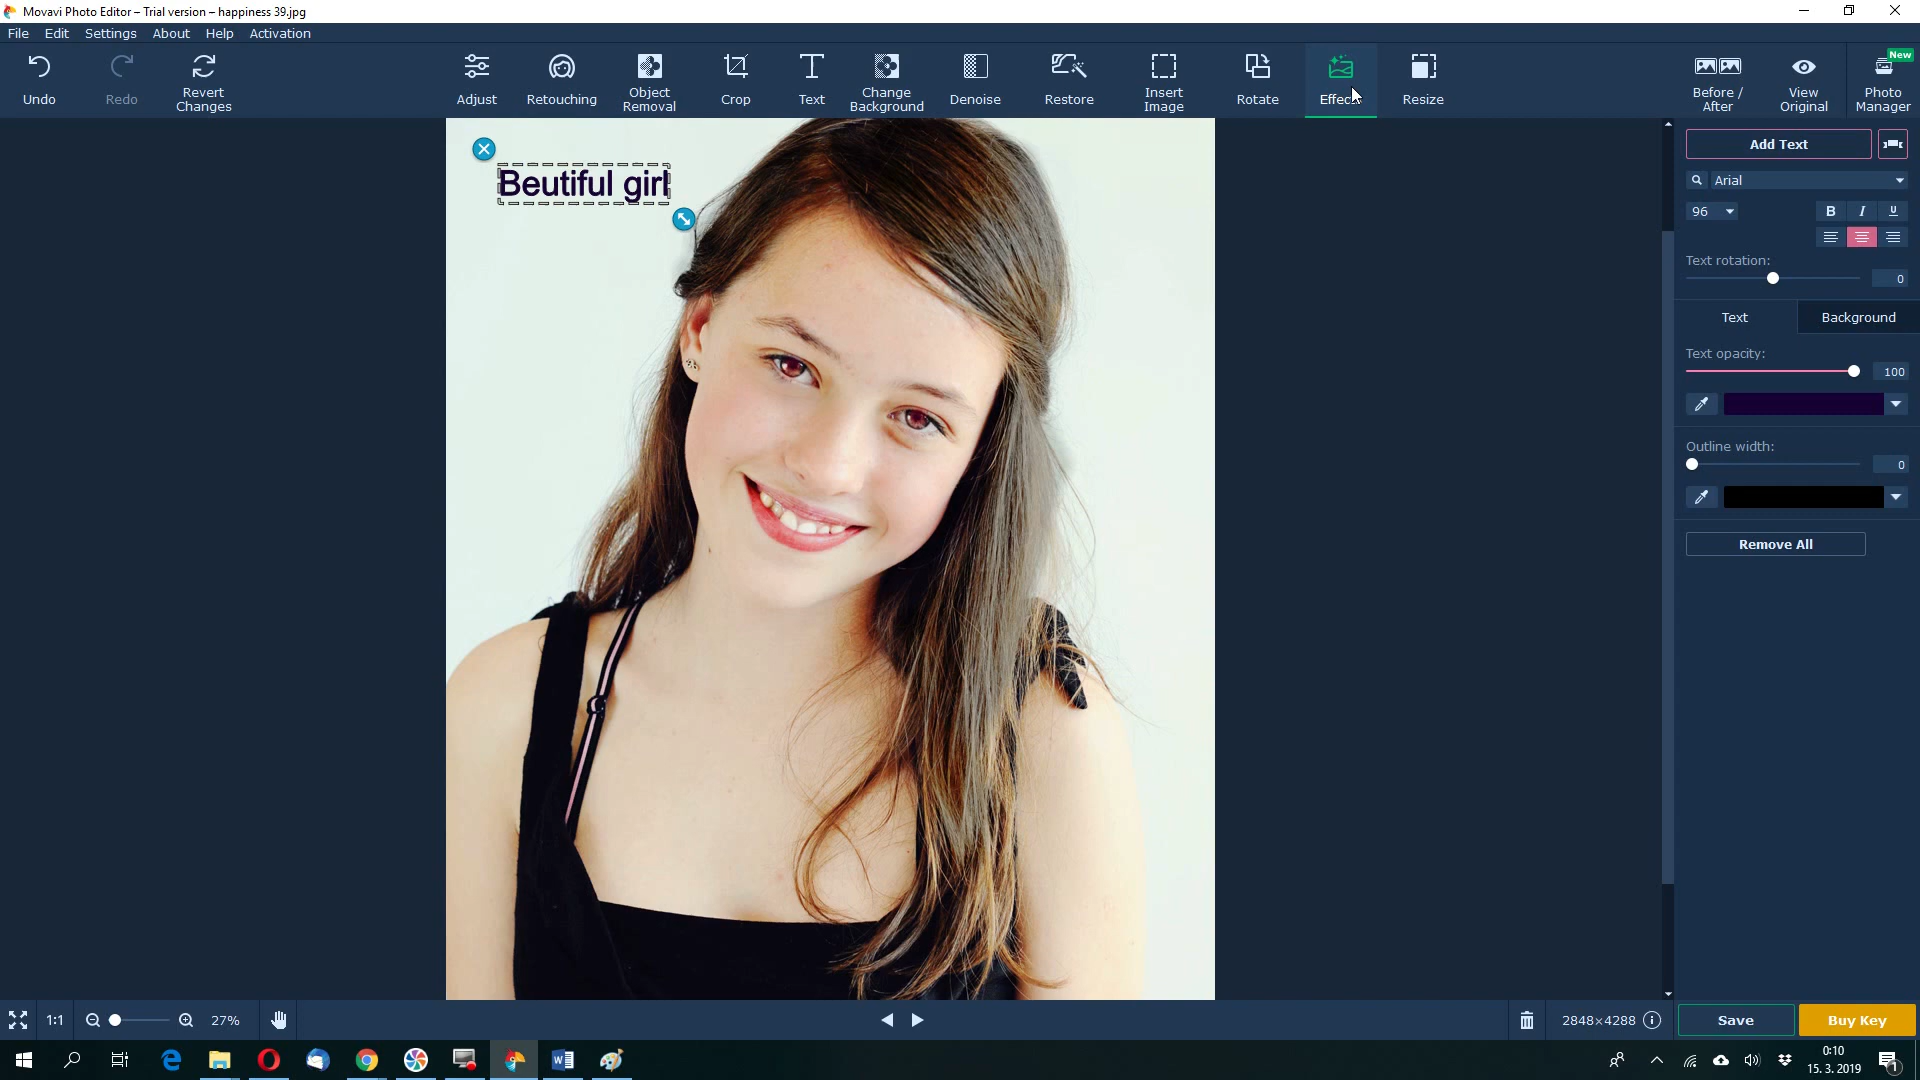 Movavi Photo Editor – Trial version – happiness 39.jpg
File Edit Settings About Help Activation
Undo
Redo
Revert
Changes
Adjust
Retouching
Object
Removal
Crop
Text
Change
Background
Denoise
Restore
Insert
Image
Rotate
Resize
Before /
After
View
Original
New
Photo
Manager
Beutiful girl
Add Text
Arial
96
B I U
Text rotation:
0
Text Background
Text opacity:
100
Outline width:
0
Remove All
1:1
27%
2848×4288
Save
Buy Key
0:10
15. 3. 2019
1